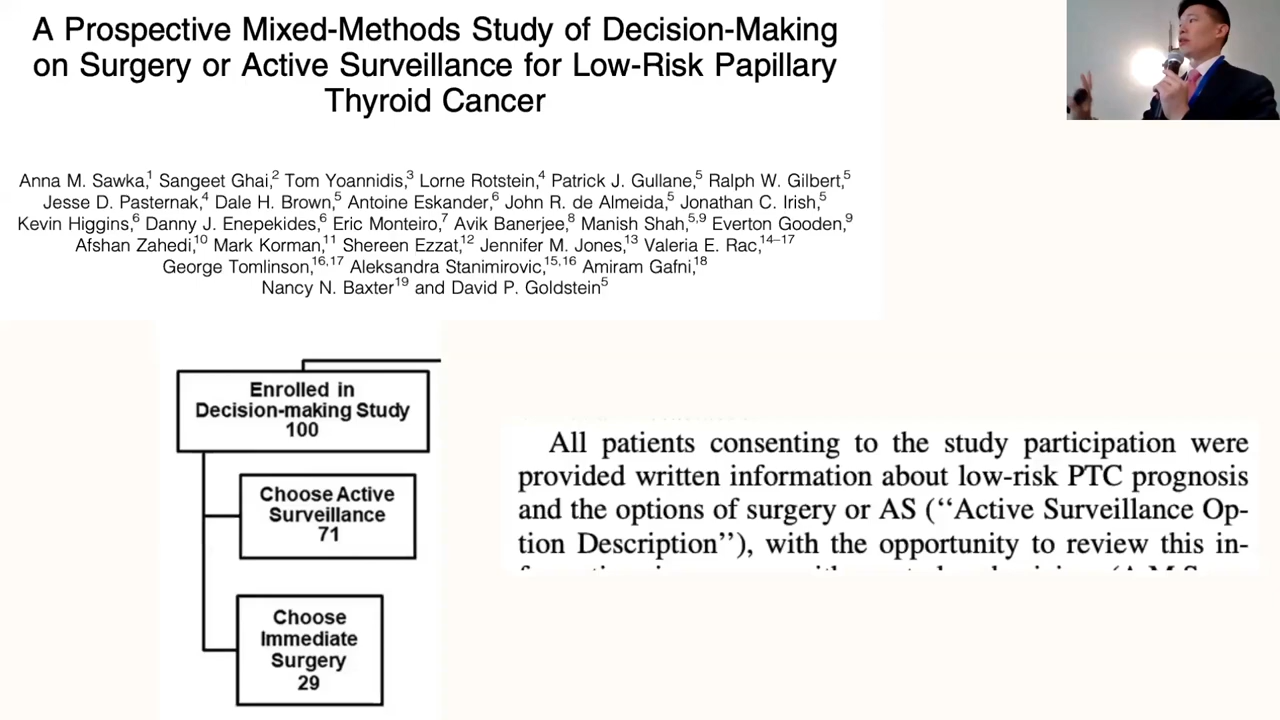 A Prospective Mixed-Methods Study of Decision-Making
on Surgery or Active Surveillance for Low-Risk Papillary
Thyroid Cancer
Anna M. Sawka,1 Sangeet Ghai,2 Tom Yoannidis,3 Lorne Rotstein,4 Patrick J. Gullane,5 Ralph W. Gilbert,5
Jesse D. Pasternak,4 Dale H. Brown,5 Antoine Eskander,6 John R. de Almeida,5 Jonathan C. Irish,5
Kevin Higgins,6 Danny J. Enepekides,6 Eric Monteiro,7 Avik Banerjee,8 Manish Shah,5,9 Everton Gooden,9
Afshan Zahedi,10 Mark Korman,11 Shereen Ezzat,12 Jennifer M. Jones,13 Valeria E. Rac,14–17
George Tomlinson,16,17 Aleksandra Stanimirovic,15,16 Amiram Gafni,18
Nancy N. Baxter19 and David P. Goldstein5
Enrolled in
Decision-making Study
100
Choose Active
Surveillance
71
Choose
Immediate
Surgery
29
All patients consenting to the study participation were
provided written information about low-risk PTC prognosis
and the options of surgery or AS (‘‘Active Surveillance Op-
tion Description’’), with the opportunity to review this in-